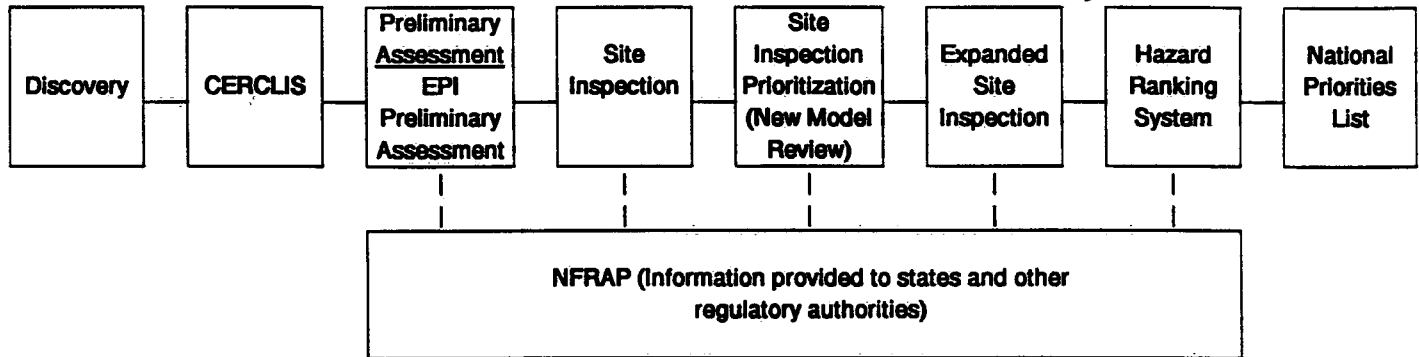 Discovery
CERCLIS
Preliminary
Assessment
EPI
Preliminary
Assessment
Site
Inspection
Site
Inspection
Prioritization
(New Model
Review)
Expanded
Site
Inspection
Hazard
Ranking
System
National
Priorities
List
NFRAP (Information provided to states and other
regulatory authorities)